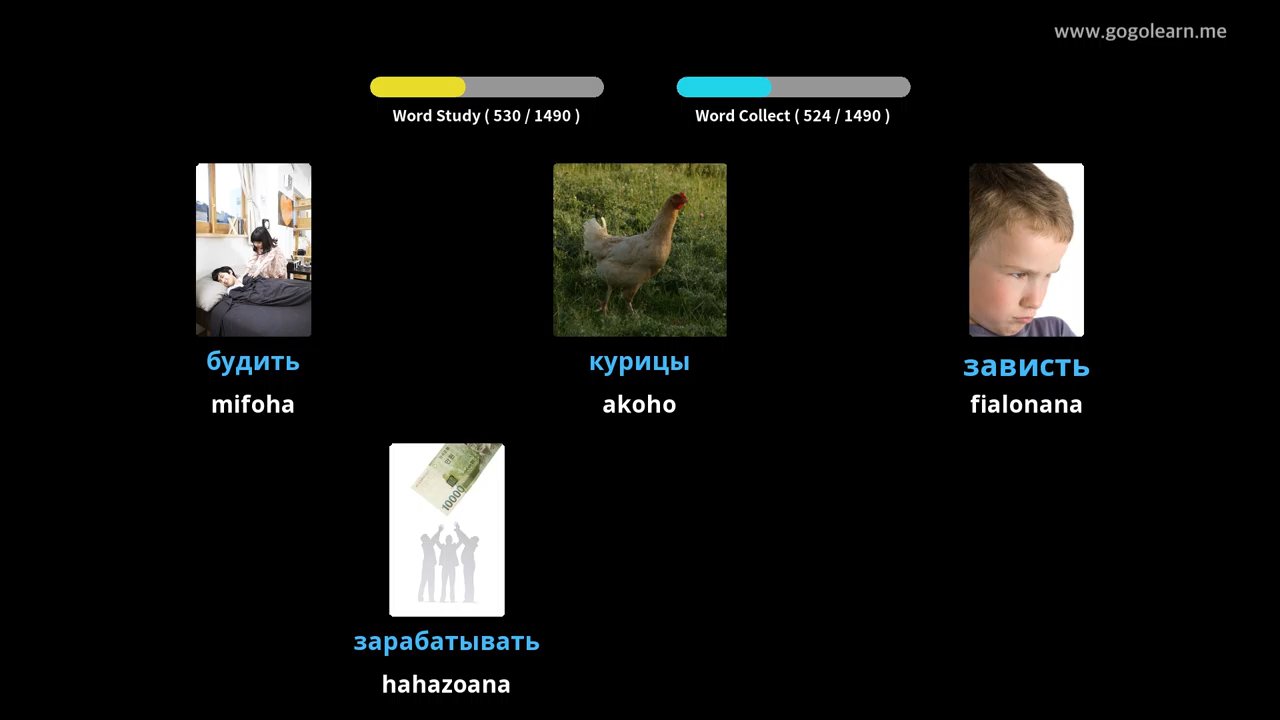 www.gogolearn.me
Word Study ( 530 / 1490 )
Word Collect ( 524 / 1490 )
будить
mifoha
курицы
akoho
зависть
fialonana
10000
зарабатывать
hahazoana